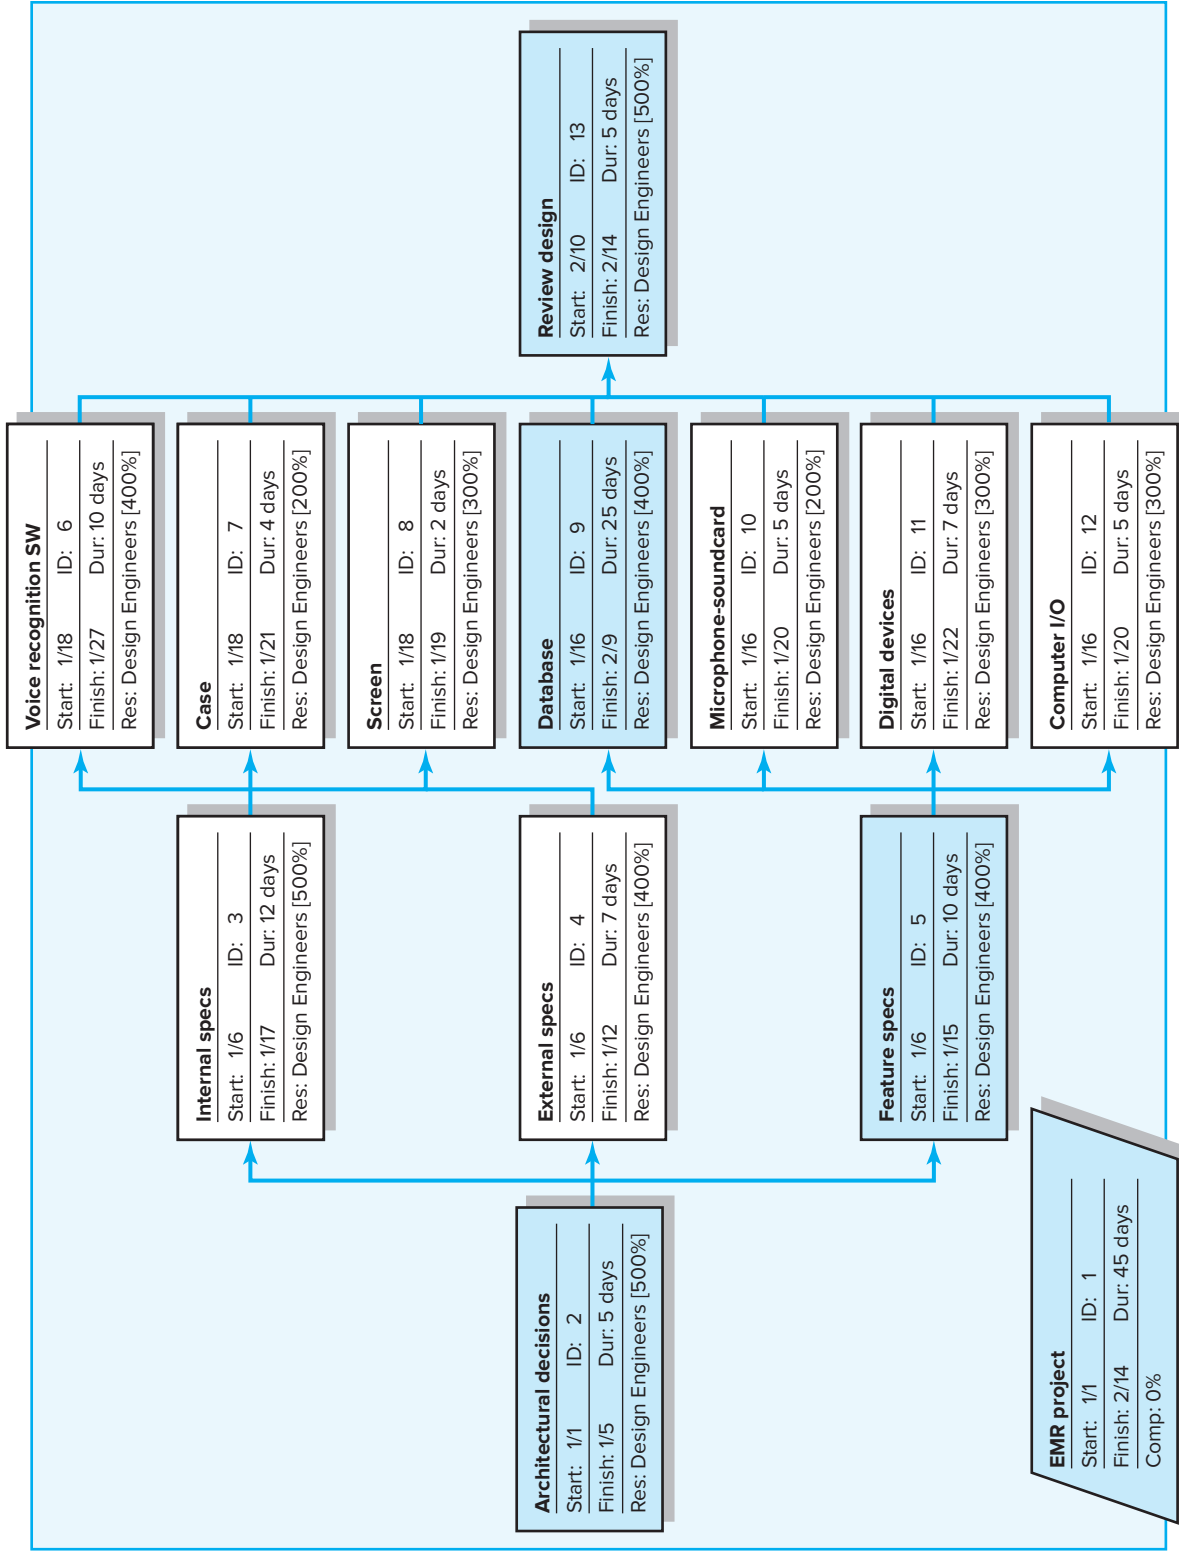 Architectural decisions
Start: 1/1 ID: 2
Finish: 1/5 Dur: 5 days
Res: Design Engineers [500%]
EMR project
Start: 1/1 ID: 1
Finish: 2/14 Dur: 45 days
Comp: 0%
Internal specs
Start: 1/6 ID: 3
Finish: 1/17 Dur: 12 days
Res: Design Engineers [500%]
External specs
Start: 1/6 ID: 4
Finish: 1/12 Dur: 7 days
Res: Design Engineers [400%]
Feature specs
Start: 1/6 ID: 5
Finish: 1/15 Dur: 10 days
Res: Design Engineers [400%]
Voice recognition SW
Start: 1/18 ID: 6
Finish: 1/27 Dur: 10 days
Res: Design Engineers [400%]
Case
Start: 1/18 ID: 7
Finish: 1/21 Dur: 4 days
Res: Design Engineers [200%]
Screen
Start: 1/18 ID: 8
Finish: 1/19 Dur: 2 days
Res: Design Engineers [300%]
Database
Start: 1/16 ID: 9
Finish: 2/9 Dur: 25 days
Res: Design Engineers [400%]
Microphone-soundcard
Start: 1/16 ID: 10
Finish: 1/20 Dur: 5 days
Res: Design Engineers [200%]
Digital devices
Start: 1/16 ID: 11
Finish: 1/22 Dur: 7 days
Res: Design Engineers [300%]
Computer I/O
Start: 1/16 ID: 12
Finish: 1/20 Dur: 5 days
Res: Design Engineers [300%]
Review design
Start: 2/10 ID: 13
Finish: 2/14 Dur: 5 days
Res: Design Engineers [500%]